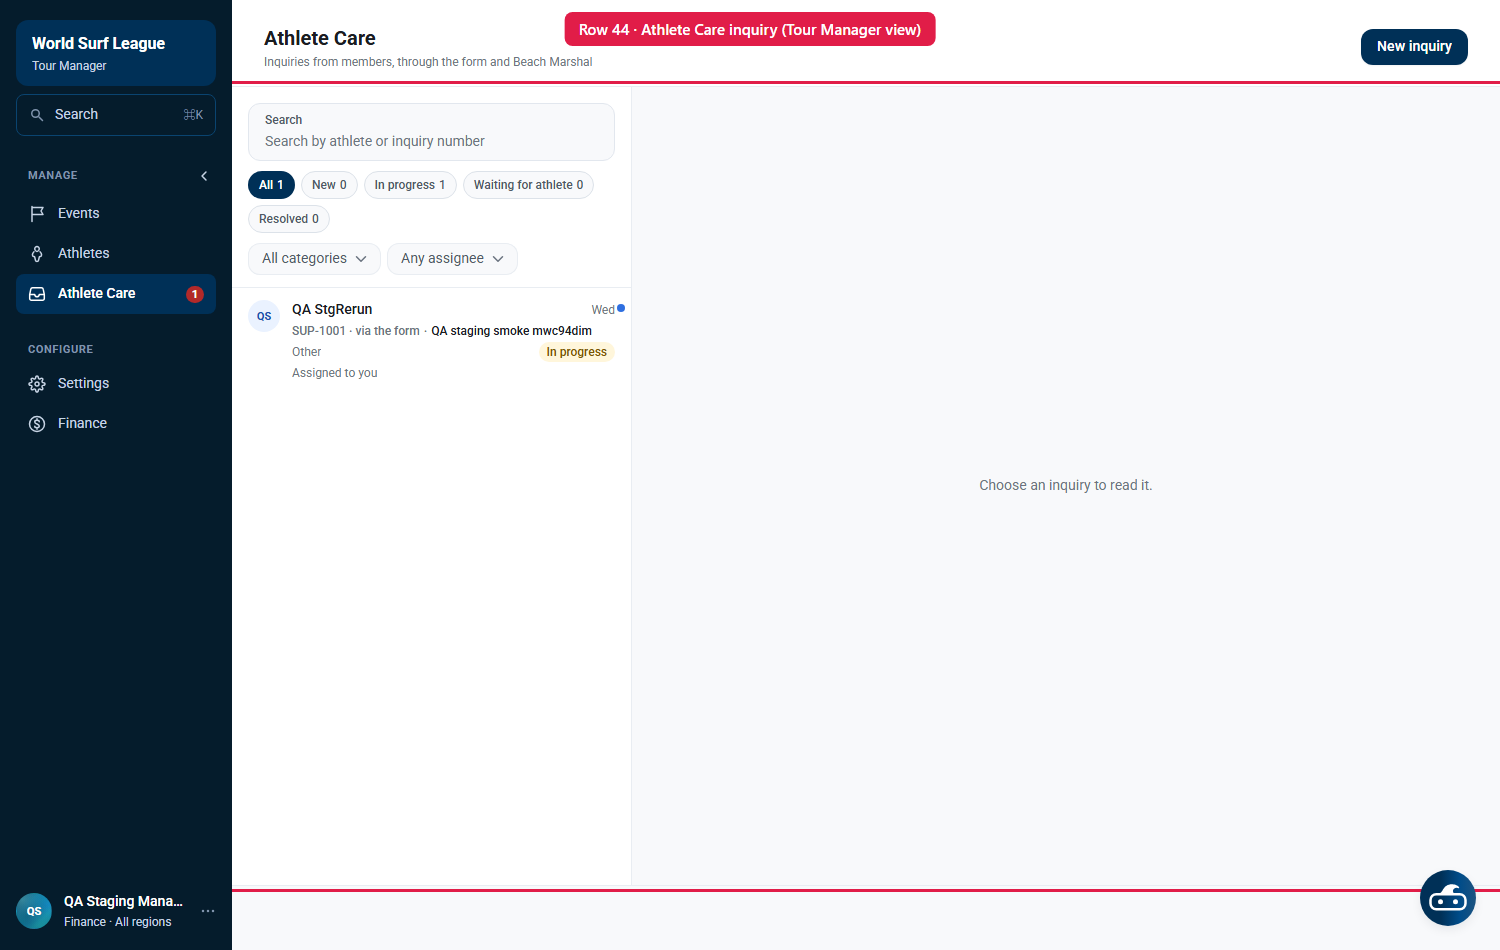 World Surf League
Tour Manager
Search ⌘K
MANAGE
Events
Athletes
Athlete Care 1
CONFIGURE
Settings
Finance
QS QA Staging Mana...
Finance · All regions
Row 44 · Athlete Care inquiry (Tour Manager view)
Athlete Care
Inquiries from members, through the form and Beach Marshal
New inquiry
Search
Search by athlete or inquiry number
All 1 New 0 In progress 1 Waiting for athlete 0
Resolved 0
All categories Any assignee
QS QA StgRerun Wed
SUP-1001 · via the form · QA staging smoke mwc94dim
Other In progress
Assigned to you
Choose an inquiry to read it.